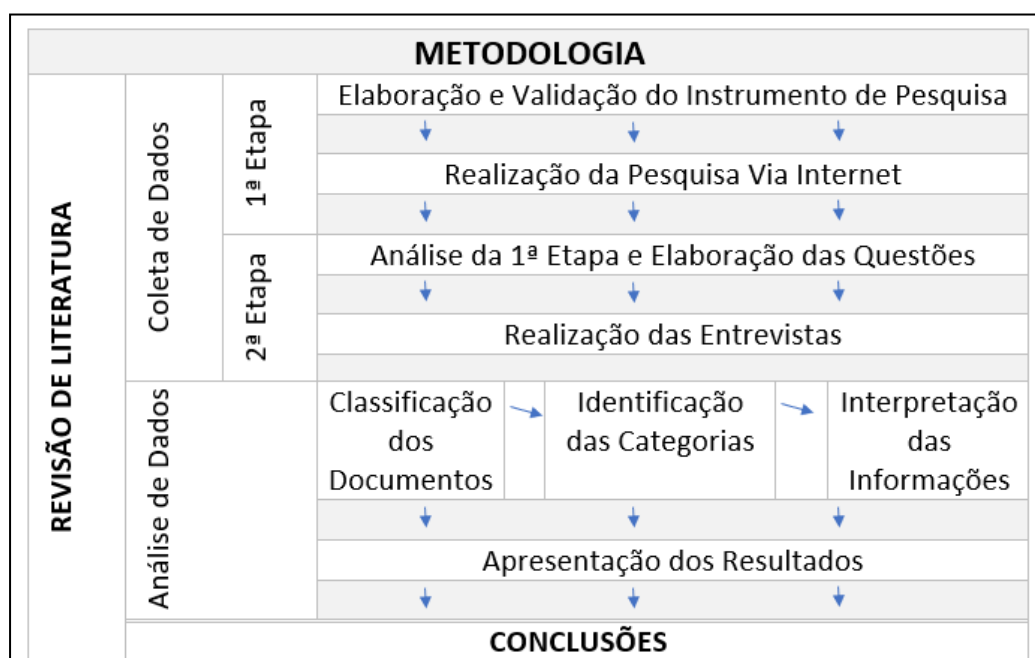 METODOLOGIA
REVISÃO DE LITERATURA
Coleta de Dados
1ª Etapa
Elaboração e Validação do Instrumento de Pesquisa
Realização da Pesquisa Via Internet
2ª Etapa
Análise da 1ª Etapa e Elaboração das Questões
Realização das Entrevistas
Análise de Dados
Classificação
dos
Documentos
Identificação
das Categorias
Interpretação
das
Informações
Apresentação dos Resultados
CONCLUSÕES